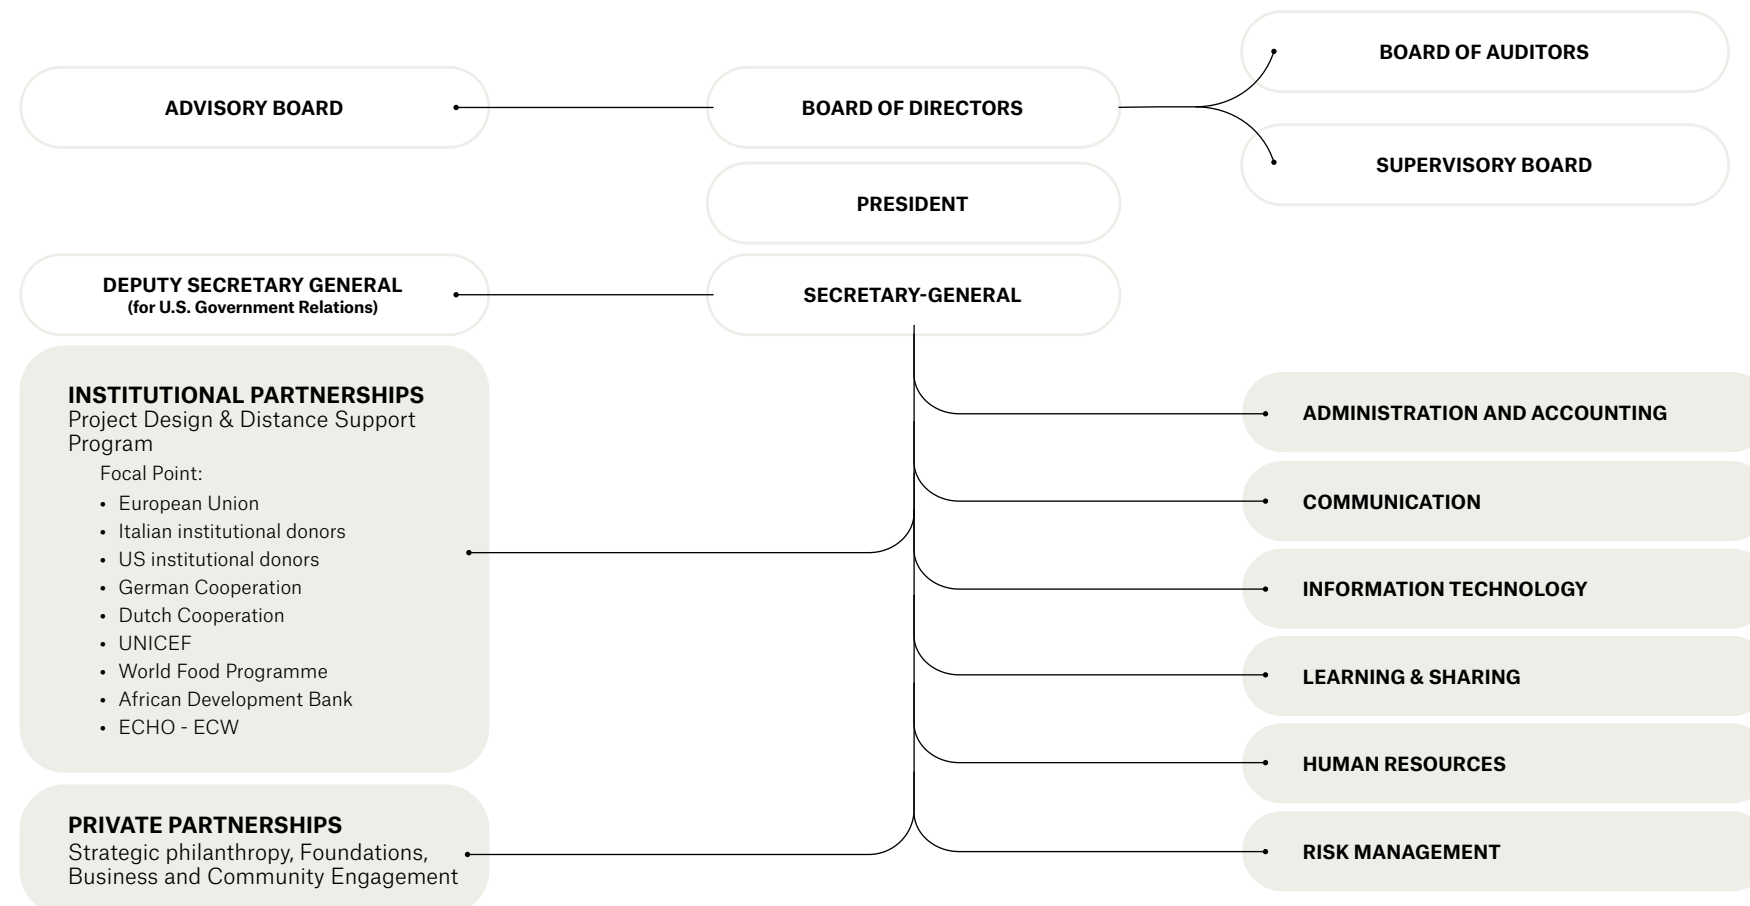 BOARD OF AUDITORS
ADVISORY BOARD
BOARD OF DIRECTORS
SUPERVISORY BOARD
PRESIDENT
DEPUTY SECRETARY GENERAL
(for U.S. Government Relations)
SECRETARY-GENERAL
INSTITUTIONAL PARTNERSHIPS
Project Design & Distance Support
Program
Focal Point:
• European Union
• Italian institutional donors
• US institutional donors
• German Cooperation
• Dutch Cooperation
• UNICEF
• World Food Programme
• African Development Bank
• ECHO - ECW
PRIVATE PARTNERSHIPS
Strategic philanthropy, Foundations,
Business and Community Engagement
ADMINISTRATION AND ACCOUNTING
COMMUNICATION
INFORMATION TECHNOLOGY
LEARNING & SHARING
HUMAN RESOURCES
RISK MANAGEMENT